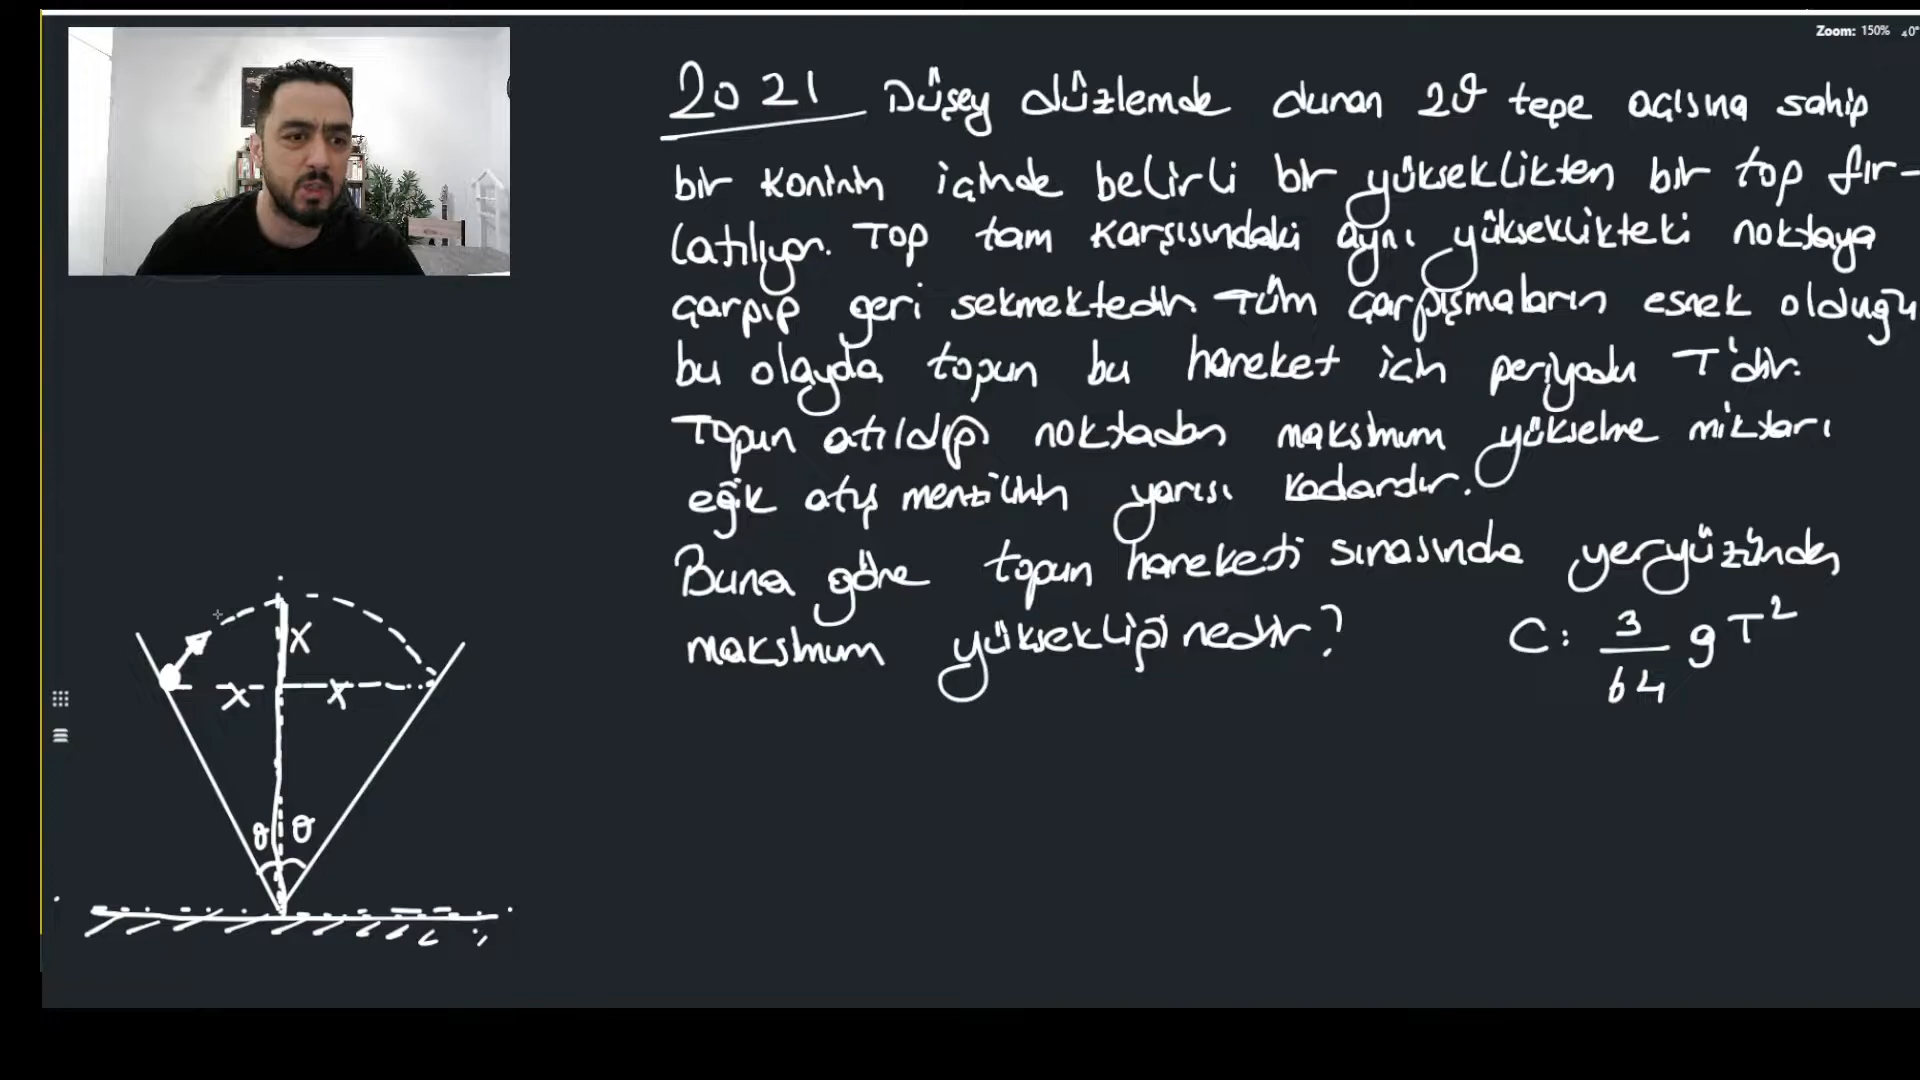 Zoom: 150%
2021 Düşey düzlemde duran 2θ tepe açısına sahip
bir koninin içinde belirli bir yükseklikten bir top fır-
latılıyor. Top tam karşısındaki aynı yükseklikteki noktaya
çarpıp geri sekmektedir. Tüm çarpışmaların esnek olduğu
bu olayda topun bu hareket için periyodu T'dir.
Topun atıldığı noktadan maksimum yükselme miktarı
eğik atış menzilinin yarısı kadardır.
Buna göre topun hareketi sırasında yeryüzünden
maksimum yüksekliği nedir? C: 3/64 gT²
x
x x
θ θ